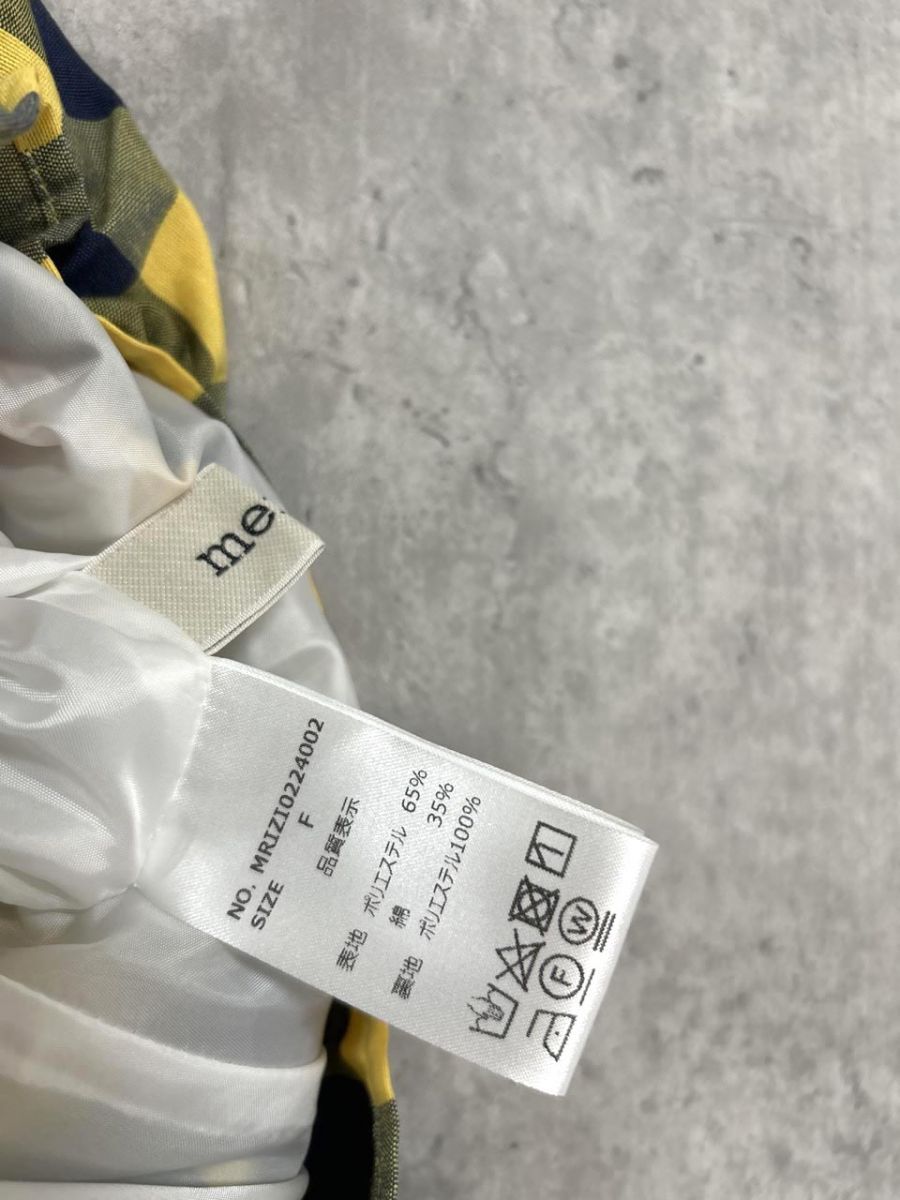 me
NO. MRIZI0224002
SIZE F
品質表示
表地 ポリエステル 65%
綿 35%
裏地 ポリエステル100%
W
F